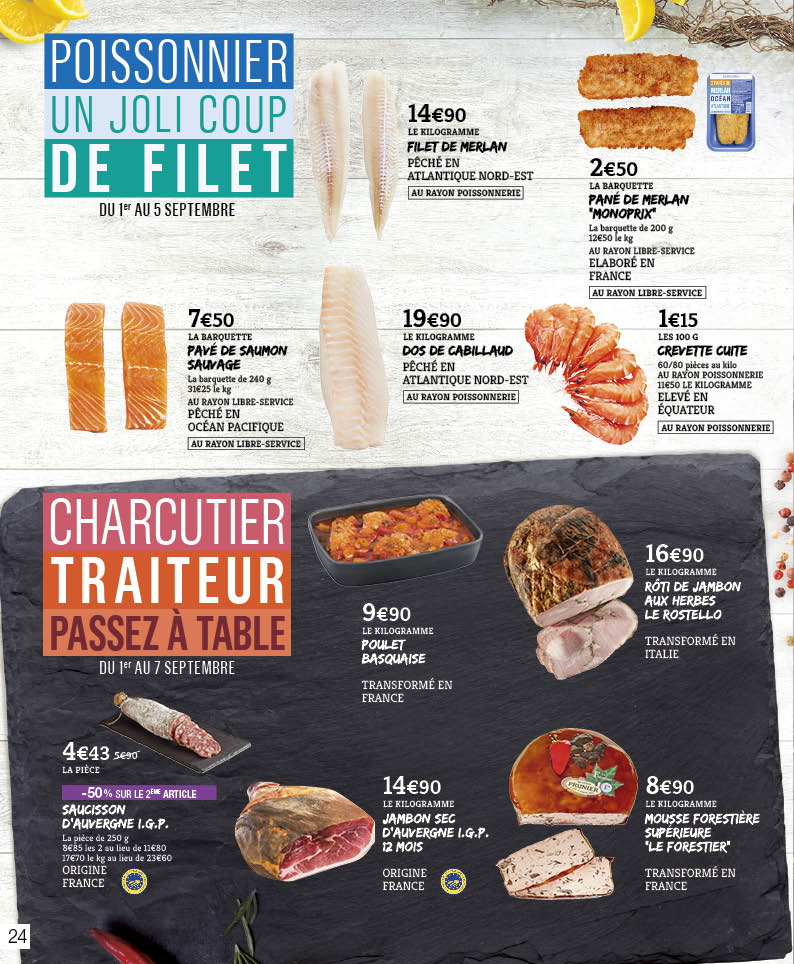 POISSONNIER
UN JOLI COUP
DE FILET
DU 1er AU 5 SEPTEMBRE
14€90
LE KILOGRAMME
FILET DE MERLAN
PÊCHÉ EN
ATLANTIQUE NORD-EST
AU RAYON POISSONNERIE
MERLAN
OCÉAN
2€50
LA BARQUETTE
PANÉ DE MERLAN
"MONOPRIX"
La barquette de 200 g
12€50 le kg
AU RAYON LIBRE-SERVICE
ELABORÉ EN
FRANCE
AU RAYON LIBRE-SERVICE
7€50
LA BARQUETTE
PAVÉ DE SAUMON
SAUVAGE
La barquette de 240 g
31€25 le kg
AU RAYON LIBRE-SERVICE
PÊCHÉ EN
OCÉAN PACIFIQUE
AU RAYON LIBRE-SERVICE
19€90
LE KILOGRAMME
DOS DE CABILLAUD
PÊCHÉ EN
ATLANTIQUE NORD-EST
AU RAYON POISSONNERIE
1€15
LES 100 G
CREVETTE CUITE
60/80 pièces au kilo
AU RAYON POISSONNERIE
11€50 LE KILOGRAMME
ELEVÉ EN
ÉQUATEUR
AU RAYON POISSONNERIE
CHARCUTIER
TRAITEUR
PASSEZ À TABLE
DU 1er AU 7 SEPTEMBRE
9€90
LE KILOGRAMME
POULET
BASQUAISE
TRANSFORMÉ EN
FRANCE
16€90
LE KILOGRAMME
RÔTI DE JAMBON
AUX HERBES
LE ROSTELLO
TRANSFORMÉ EN
ITALIE
4€43 5€90
LA PIÈCE
-50% SUR LE 2ÈME ARTICLE
SAUCISSON
D'AUVERGNE I.G.P.
La pièce de 250 g
8€85 les 2 au lieu de 11€80
17€70 le kg au lieu de 23€60
ORIGINE
FRANCE
14€90
LE KILOGRAMME
JAMBON SEC
D'AUVERGNE I.G.P.
12 MOIS
ORIGINE
FRANCE
PRUNIER
8€90
LE KILOGRAMME
MOUSSE FORESTIÈRE
SUPÉRIEURE
"LE FORESTIER"
TRANSFORMÉ EN
FRANCE
24